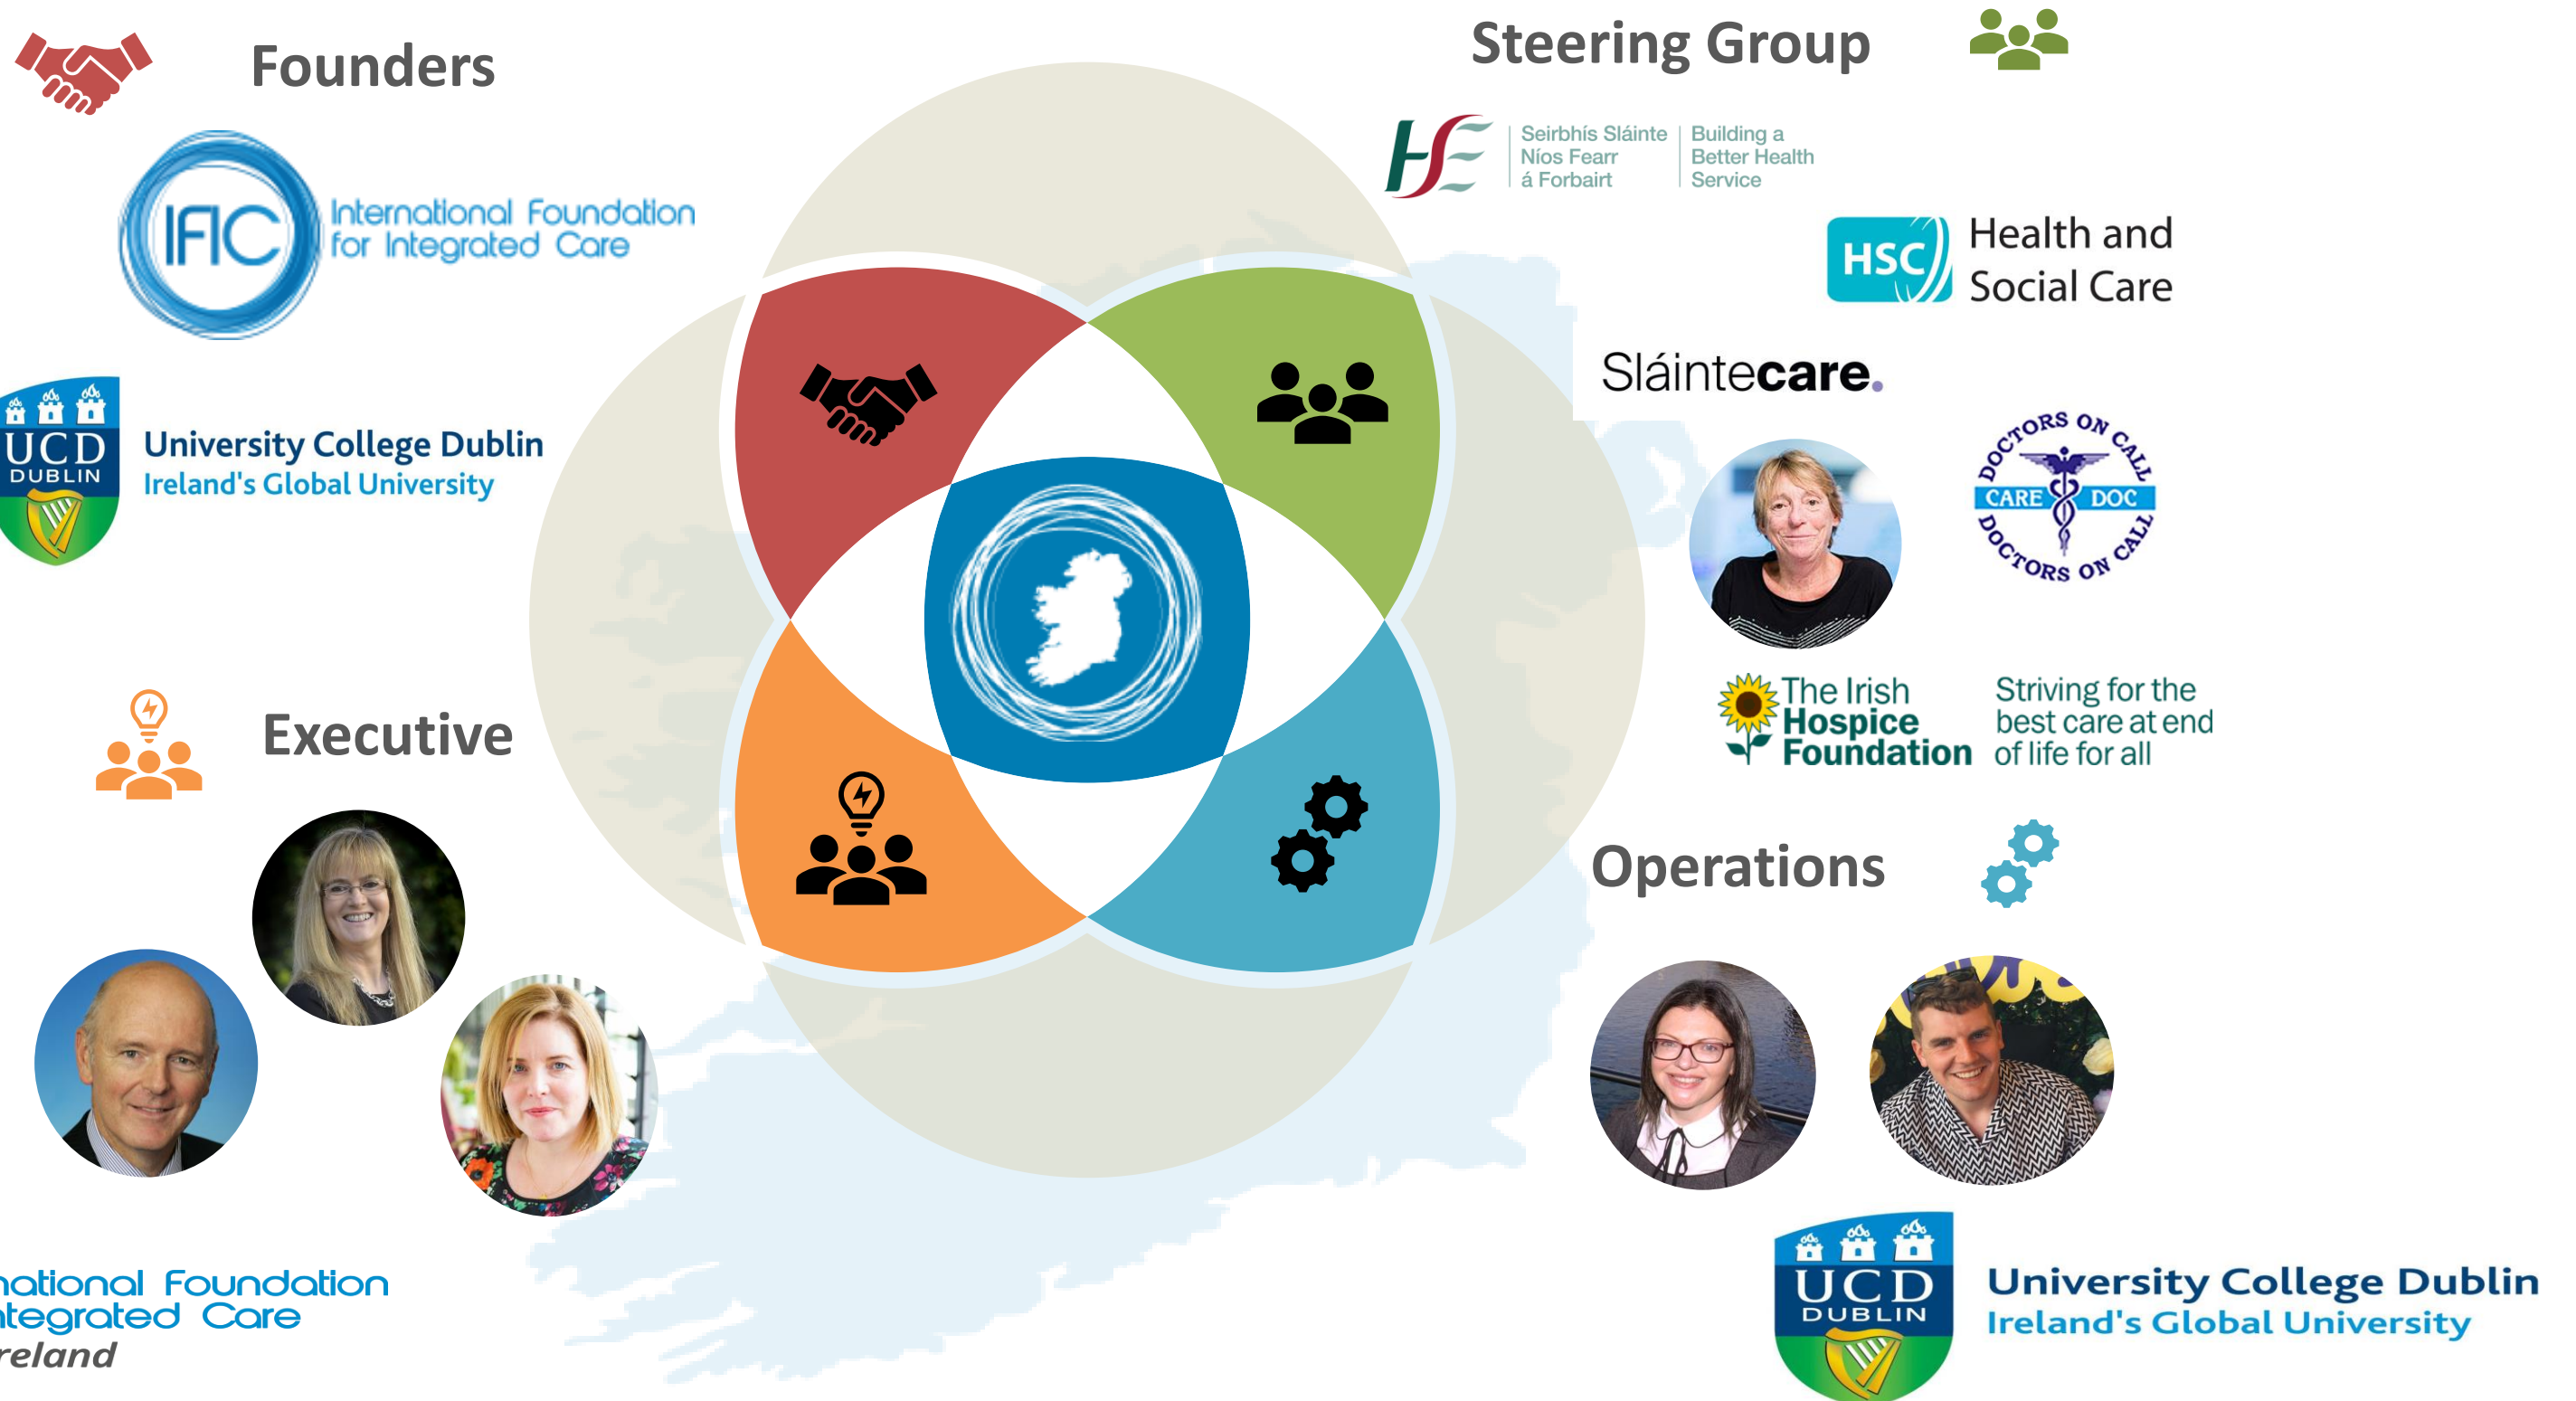 Founders
IFIC
International Foundation
for Integrated Care
UCD
DUBLIN
University College Dublin
Ireland's Global University
Steering Group
HSE
Seirbhís Sláinte
Níos Fearr
á Forbairt
Building a
Better Health
Service
HSC
Health and
Social Care
Sláintecare.
DOCTORS ON CALL
CARE DOC
DOCTORS ON CALL
The Irish
Hospice
Foundation
Striving for the
best care at end
of life for all
Executive
Operations
national Foundation
ntegrated Care
reland
UCD
DUBLIN
University College Dublin
Ireland's Global University